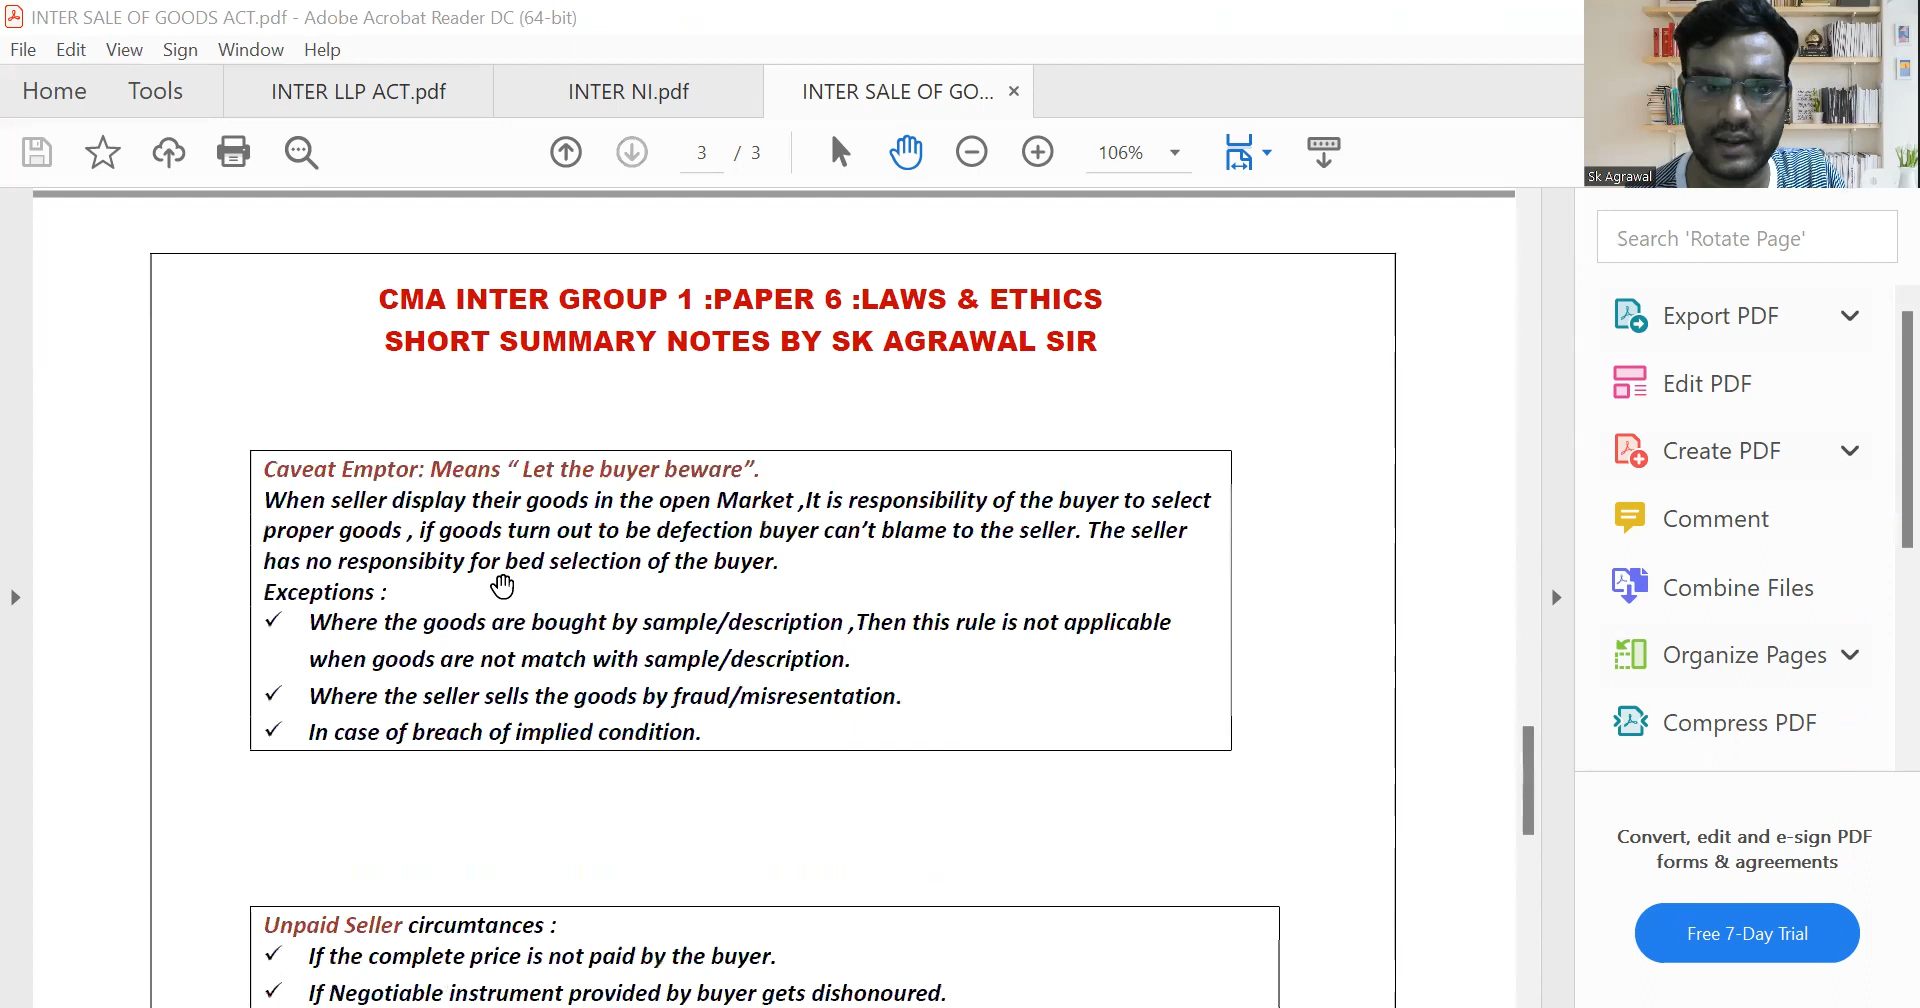 INTER SALE OF GOODS ACT.pdf - Adobe Acrobat Reader DC (64-bit)
File Edit View Sign Window Help
Home Tools INTER LLP ACT.pdf INTER NI.pdf INTER SALE OF GO... ×
3 / 3 106%
Sk Agrawal
Search 'Rotate Page'
Export PDF
Edit PDF
Create PDF
Comment
Combine Files
Organize Pages
Compress PDF
Convert, edit and e-sign PDF
forms & agreements
Free 7-Day Trial
CMA INTER GROUP 1 :PAPER 6 :LAWS & ETHICS
SHORT SUMMARY NOTES BY SK AGRAWAL SIR
Caveat Emptor: Means “ Let the buyer beware”.
When seller display their goods in the open Market ,It is responsibility of the buyer to select
proper goods , if goods turn out to be defection buyer can’t blame to the seller. The seller
has no responsibity for bed selection of the buyer.
Exceptions :
✓ Where the goods are bought by sample/description ,Then this rule is not applicable
when goods are not match with sample/description.
✓ Where the seller sells the goods by fraud/misresentation.
✓ In case of breach of implied condition.
Unpaid Seller circumtances :
✓ If the complete price is not paid by the buyer.
✓ If Negotiable instrument provided by buyer gets dishonoured.